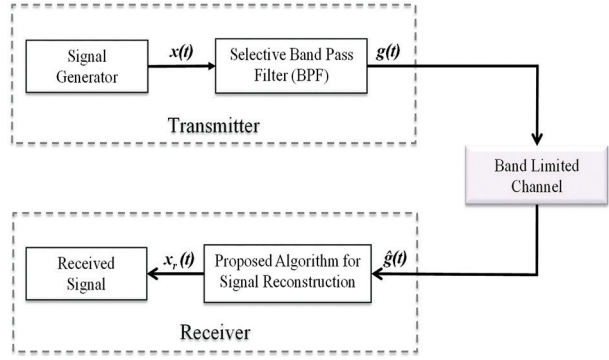 Signal
Generator
x(t)
Selective Band Pass
Filter (BPF)
g(t)
Transmitter
Band Limited
Channel
Received
Signal
xᵣ(t)
Proposed Algorithm for
Signal Reconstruction
ĝ(t)
Receiver